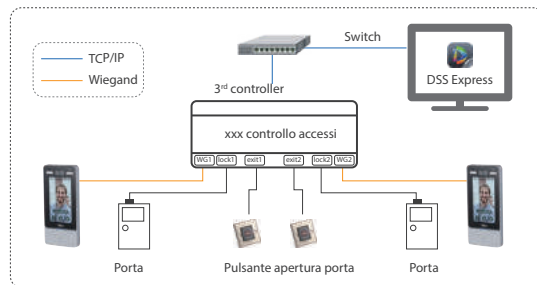 TCP/IP
Wiegand
Switch
DSS Express
3rd controller
xxx controllo accessi
WG1 lock1 exit1 exit2 lock2 WG2
Porta
Pulsante apertura porta
Porta